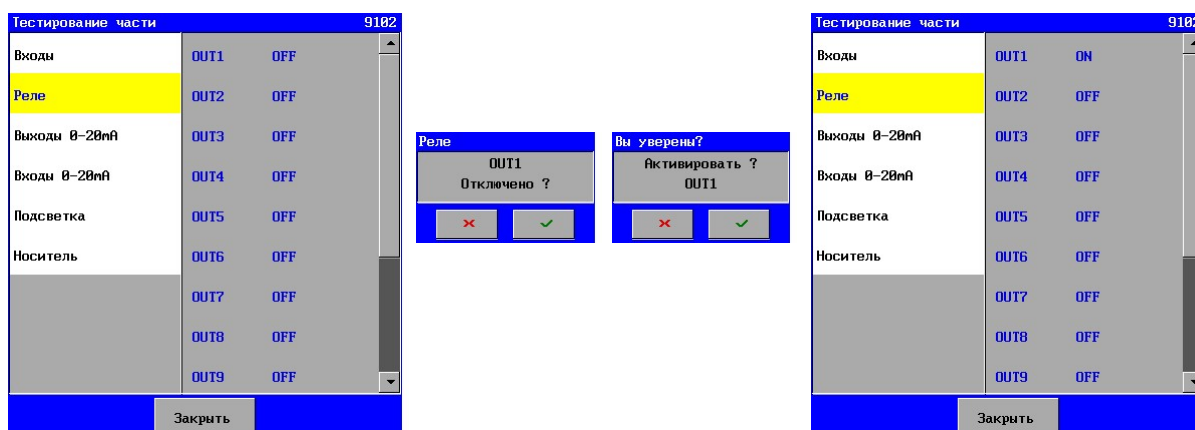 Тестирование части 9102
Входы
Реле
Выходы 0-20mA
Входы 0-20mA
Подсветка
Носитель
OUT1 OFF
OUT2 OFF
OUT3 OFF
OUT4 OFF
OUT5 OFF
OUT6 OFF
OUT7 OFF
OUT8 OFF
OUT9 OFF
Закрыть
Реле
OUT1
Отключено ?
Вы уверены?
Активировать ?
OUT1
Тестирование части 9102
Входы
Реле
Выходы 0-20mA
Входы 0-20mA
Подсветка
Носитель
OUT1 ON
OUT2 OFF
OUT3 OFF
OUT4 OFF
OUT5 OFF
OUT6 OFF
OUT7 OFF
OUT8 OFF
OUT9 OFF
Закрыть